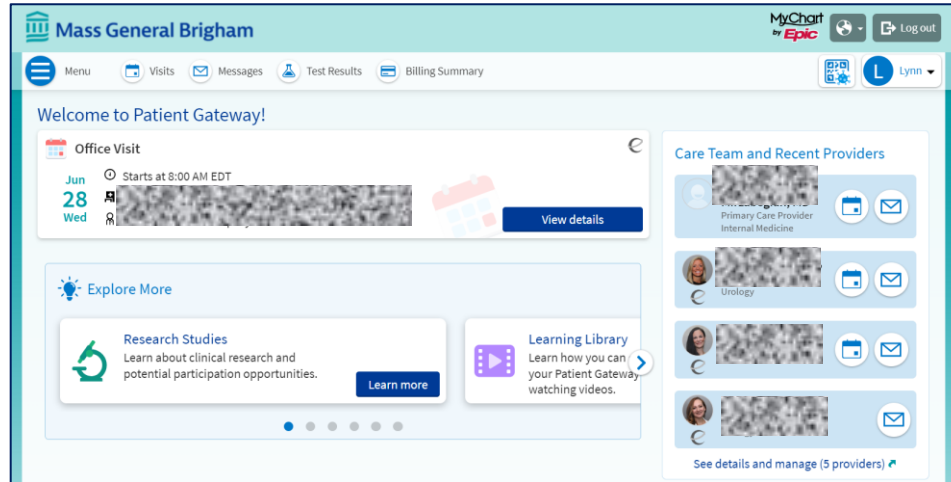 Mass General Brigham
MyChart
by Epic
Log out
Menu
Visits
Messages
Test Results
Billing Summary
L
Lynn
Welcome to Patient Gateway!
Office Visit
Jun
28
Wed
Starts at 8:00 AM EDT
View details
Explore More
Research Studies
Learn about clinical research and
potential participation opportunities.
Learn more
Learning Library
Learn how you can
your Patient Gateway
watching videos.
Care Team and Recent Providers
Primary Care Provider
Internal Medicine
Urology
See details and manage (5 providers)